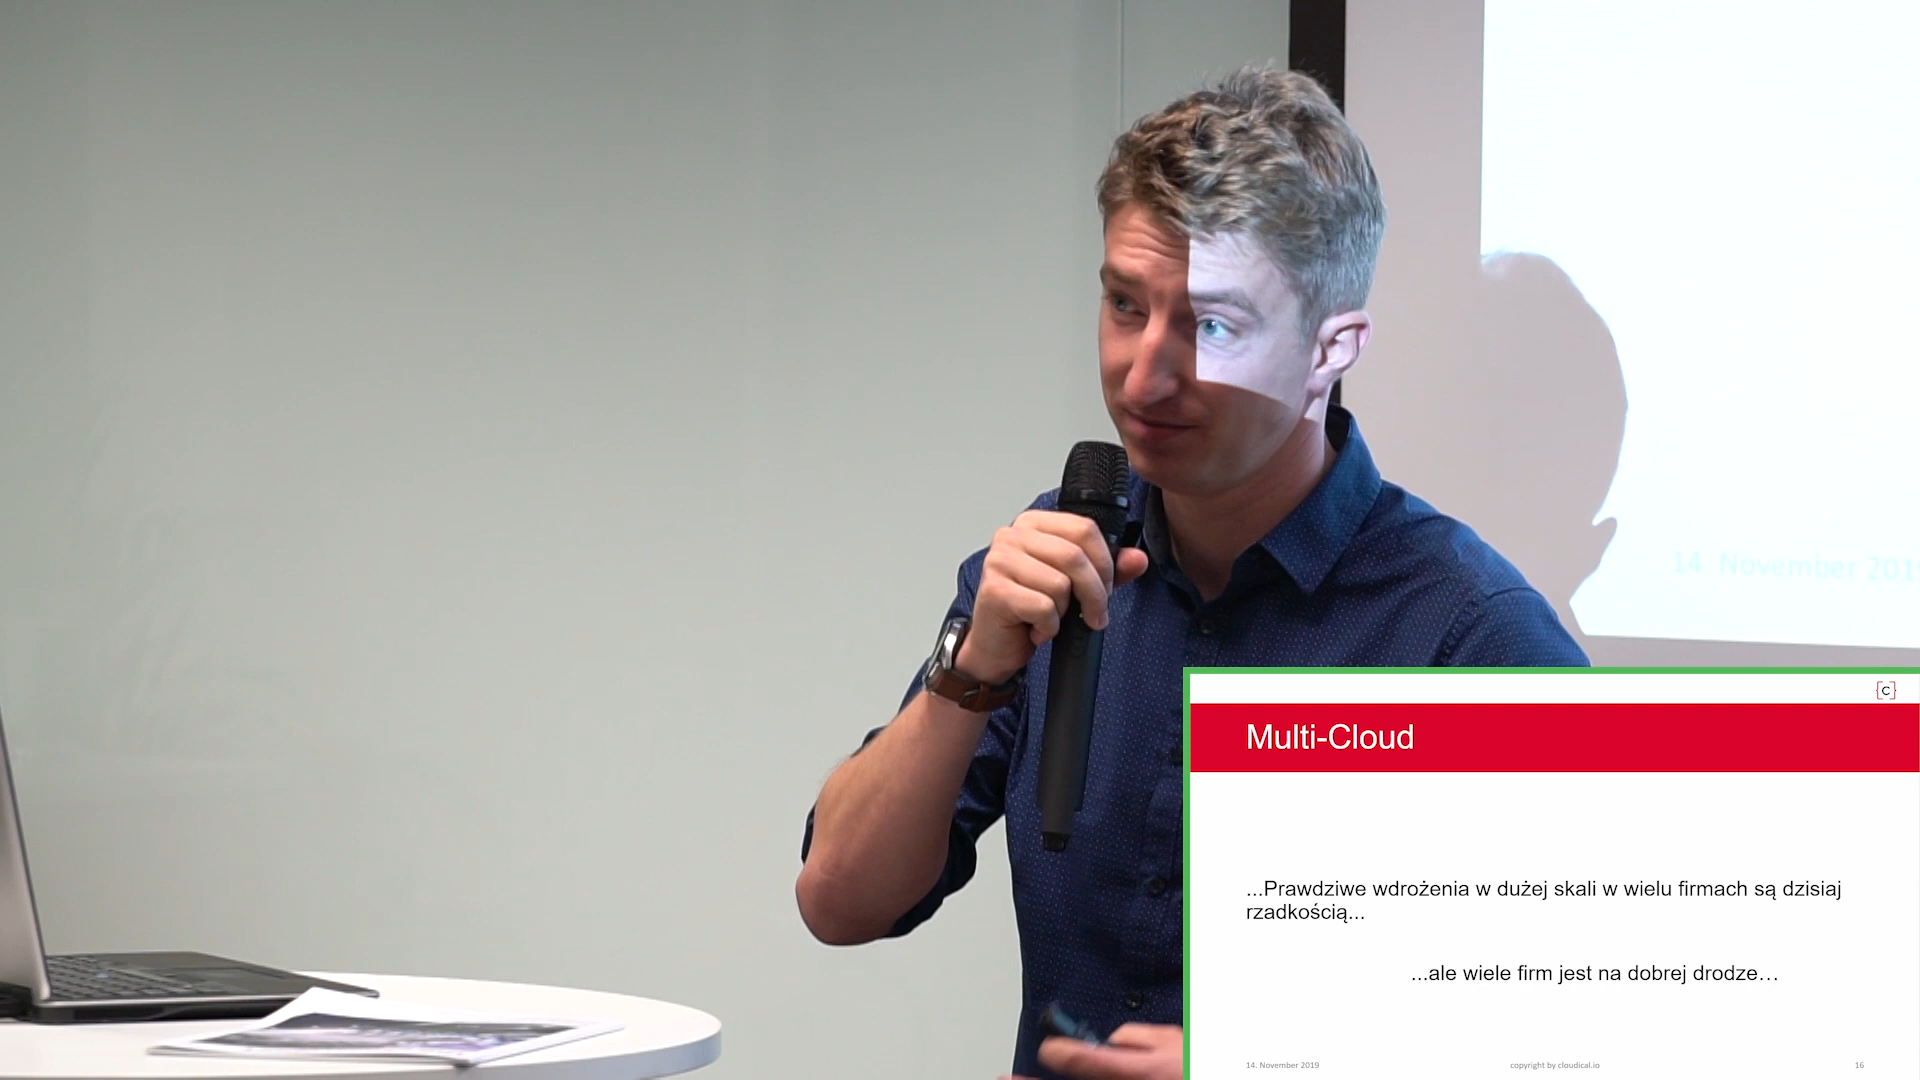 14. November 2019
[C]
Multi-Cloud
...Prawdziwe wdrożenia w dużej skali w wielu firmach są dzisiaj
rzadkością...
...ale wiele firm jest na dobrej drodze...
14. November 2019
copyright by cloudical.io
16